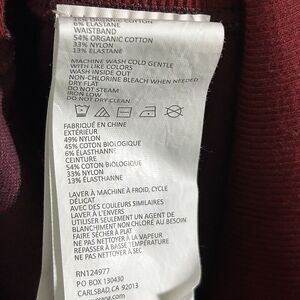 45% ORGANIC COTTON
6% ELASTANE
WAISTBAND
54% ORGANIC COTTON
33% NYLON
13% ELASTANE
MACHINE WASH COLD GENTLE
WITH LIKE COLORS
WASH INSIDE OUT
NON-CHLORINE BLEACH WHEN NEEDED
DRY FLAT
DO NOT STEAM
IRON LOW
DO NOT DRY CLEAN
FABRIQUÉ EN CHINE
EXTÉRIEUR
49% NYLON
45% COTON BIOLOGIQUE
6% ÉLASTHANNE
CEINTURE
54% COTON BIOLOGIQUE
33% NYLON
13% ÉLASTHANNE
LAVER À MACHINE À FROID, CYCLE
DÉLICAT
AVEC DES COULEURS SIMILAIRES
LAVER À L'ENVERS
UTILISER SEULEMENT UN AGENT DE
BLANCHIMENT NON CHLORÉ AU BESOIN
FAIRE SÉCHER À PLAT
NE PAS NETTOYER À LA VAPEUR
REPASSER À BASSE TEMPÉRATURE
NE PAS NETTOYER À SEC
RN124977
PO BOX 130430
CARLSBAD, CA 92013